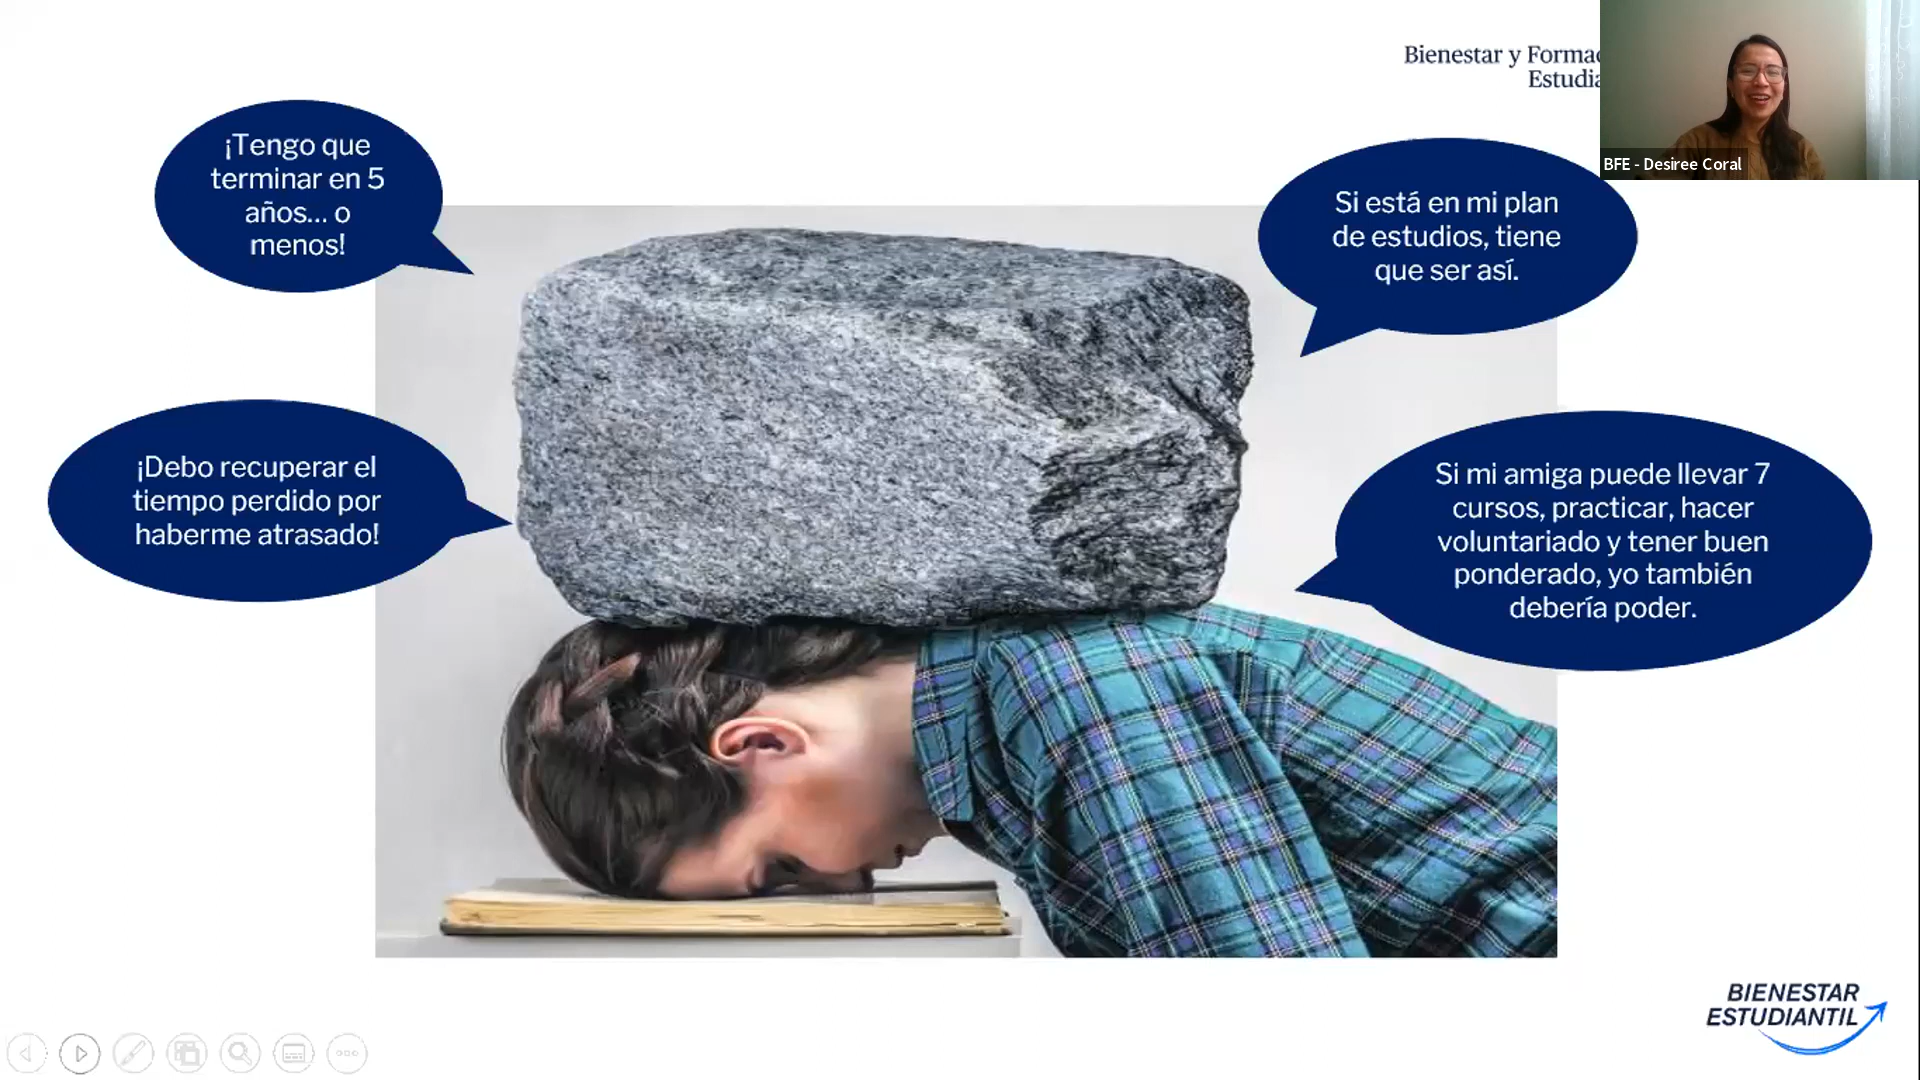 Bienestar y Formac
Estudia
BFE - Desiree Coral
¡Tengo que
terminar en 5
años... o
menos!
Si está en mi plan
de estudios, tiene
que ser así.
¡Debo recuperar el
tiempo perdido por
haberme atrasado!
Si mi amiga puede llevar 7
cursos, practicar, hacer
voluntariado y tener buen
ponderado, yo también
debería poder.
BIENESTAR
ESTUDIANTIL